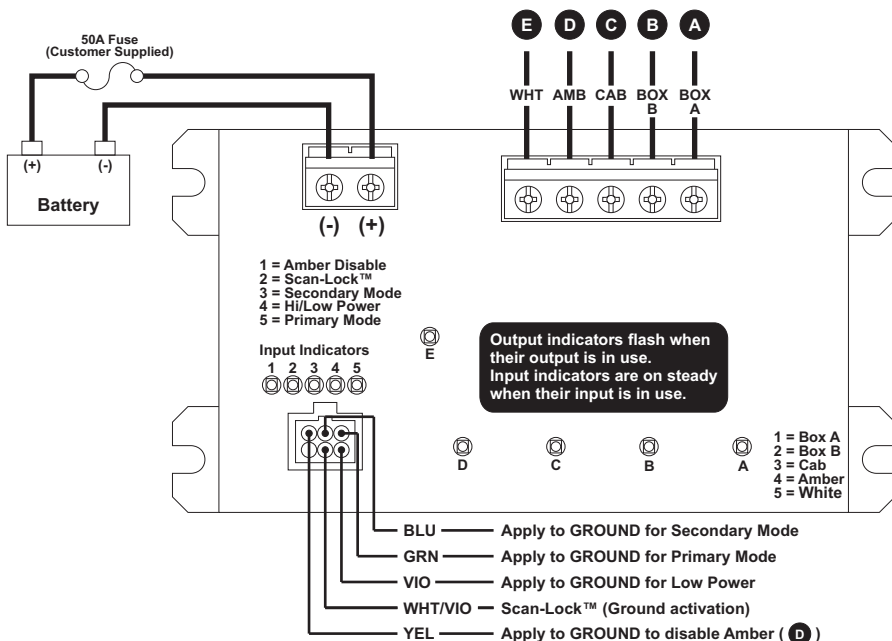 50A Fuse
(Customer Supplied)
E D C B A
WHT AMB CAB BOX B BOX A
(+) (-)
Battery
(-) (+)
1 = Amber Disable
2 = Scan-Lock™
3 = Secondary Mode
4 = Hi/Low Power
5 = Primary Mode
Input Indicators
1 2 3 4 5
E
Output indicators flash when
their output is in use.
Input indicators are on steady
when their input is in use.
D C B A
1 = Box A
2 = Box B
3 = Cab
4 = Amber
5 = White
BLU Apply to GROUND for Secondary Mode
GRN Apply to GROUND for Primary Mode
VIO Apply to GROUND for Low Power
WHT/VIO Scan-Lock™ (Ground activation)
YEL Apply to GROUND to disable Amber ( D )